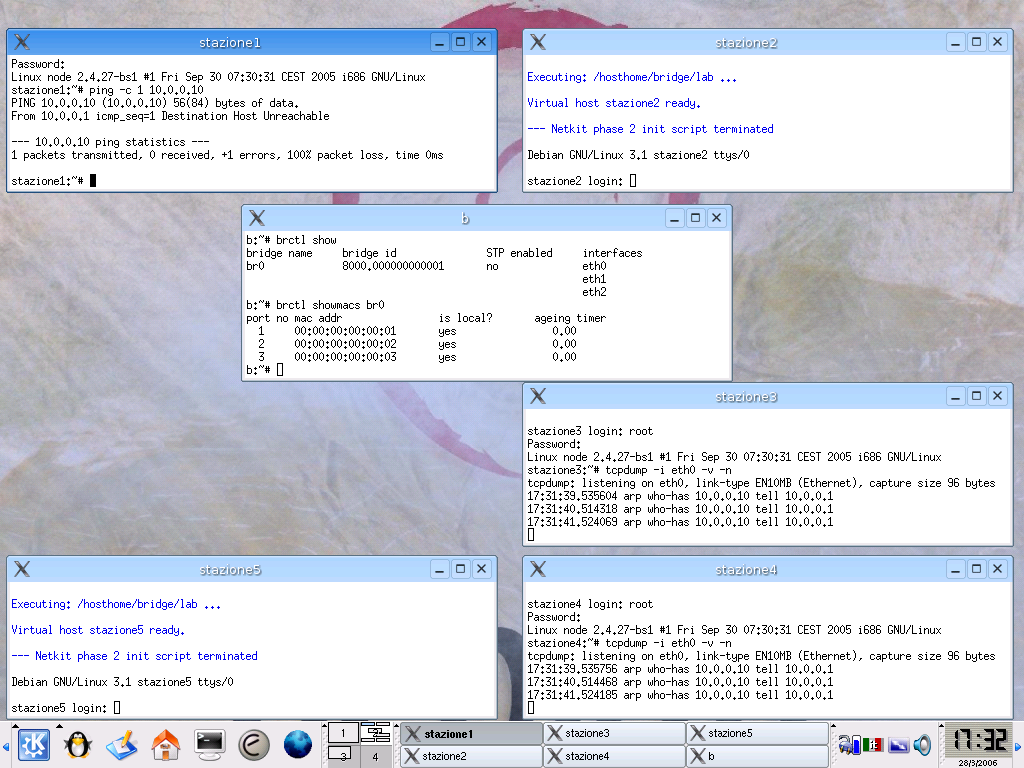 stazione1
Password:
Linux node 2.4.27-bs1 #1 Fri Sep 30 07:30:31 CEST 2005 i686 GNU/Linux
stazione1:~# ping -c 1 10.0.0.10
PING 10.0.0.10 (10.0.0.10) 56(84) bytes of data.
From 10.0.0.1 icmp_seq=1 Destination Host Unreachable
--- 10.0.0.10 ping statistics ---
1 packets transmitted, 0 received, +1 errors, 100% packet loss, time 0ms
stazione1:~#
stazione2
Executing: /hosthome/bridge/lab ...
Virtual host stazione2 ready.
--- Netkit phase 2 init script terminated
Debian GNU/Linux 3.1 stazione2 ttys/0
stazione2 login:
b
b:~# brctl show
bridge name bridge id STP enabled interfaces
br0 8000.000000000001 no eth0
eth1
eth2
b:~# brctl showmacs br0
port no mac addr is local? ageing timer
1 00:00:00:00:00:01 yes 0.00
2 00:00:00:00:00:02 yes 0.00
3 00:00:00:00:00:03 yes 0.00
b:~#
stazione3
stazione3 login: root
Password:
Linux node 2.4.27-bs1 #1 Fri Sep 30 07:30:31 CEST 2005 i686 GNU/Linux
stazione3:~# tcpdump -i eth0 -v -n
tcpdump: listening on eth0, link-type EN10MB (Ethernet), capture size 96 bytes
17:31:39.535604 arp who-has 10.0.0.10 tell 10.0.0.1
17:31:40.514318 arp who-has 10.0.0.10 tell 10.0.0.1
17:31:41.524069 arp who-has 10.0.0.10 tell 10.0.0.1
stazione5
Executing: /hosthome/bridge/lab ...
Virtual host stazione5 ready.
--- Netkit phase 2 init script terminated
Debian GNU/Linux 3.1 stazione5 ttys/0
stazione5 login:
stazione4
stazione4 login: root
Password:
Linux node 2.4.27-bs1 #1 Fri Sep 30 07:30:31 CEST 2005 i686 GNU/Linux
stazione4:~# tcpdump -i eth0 -v -n
tcpdump: listening on eth0, link-type EN10MB (Ethernet), capture size 96 bytes
17:31:39.535756 arp who-has 10.0.0.10 tell 10.0.0.1
17:31:40.514468 arp who-has 10.0.0.10 tell 10.0.0.1
17:31:41.524185 arp who-has 10.0.0.10 tell 10.0.0.1
1
3 4
stazione1 stazione3 stazione5
stazione2 stazione4 b
it
17:32
28/3/2006